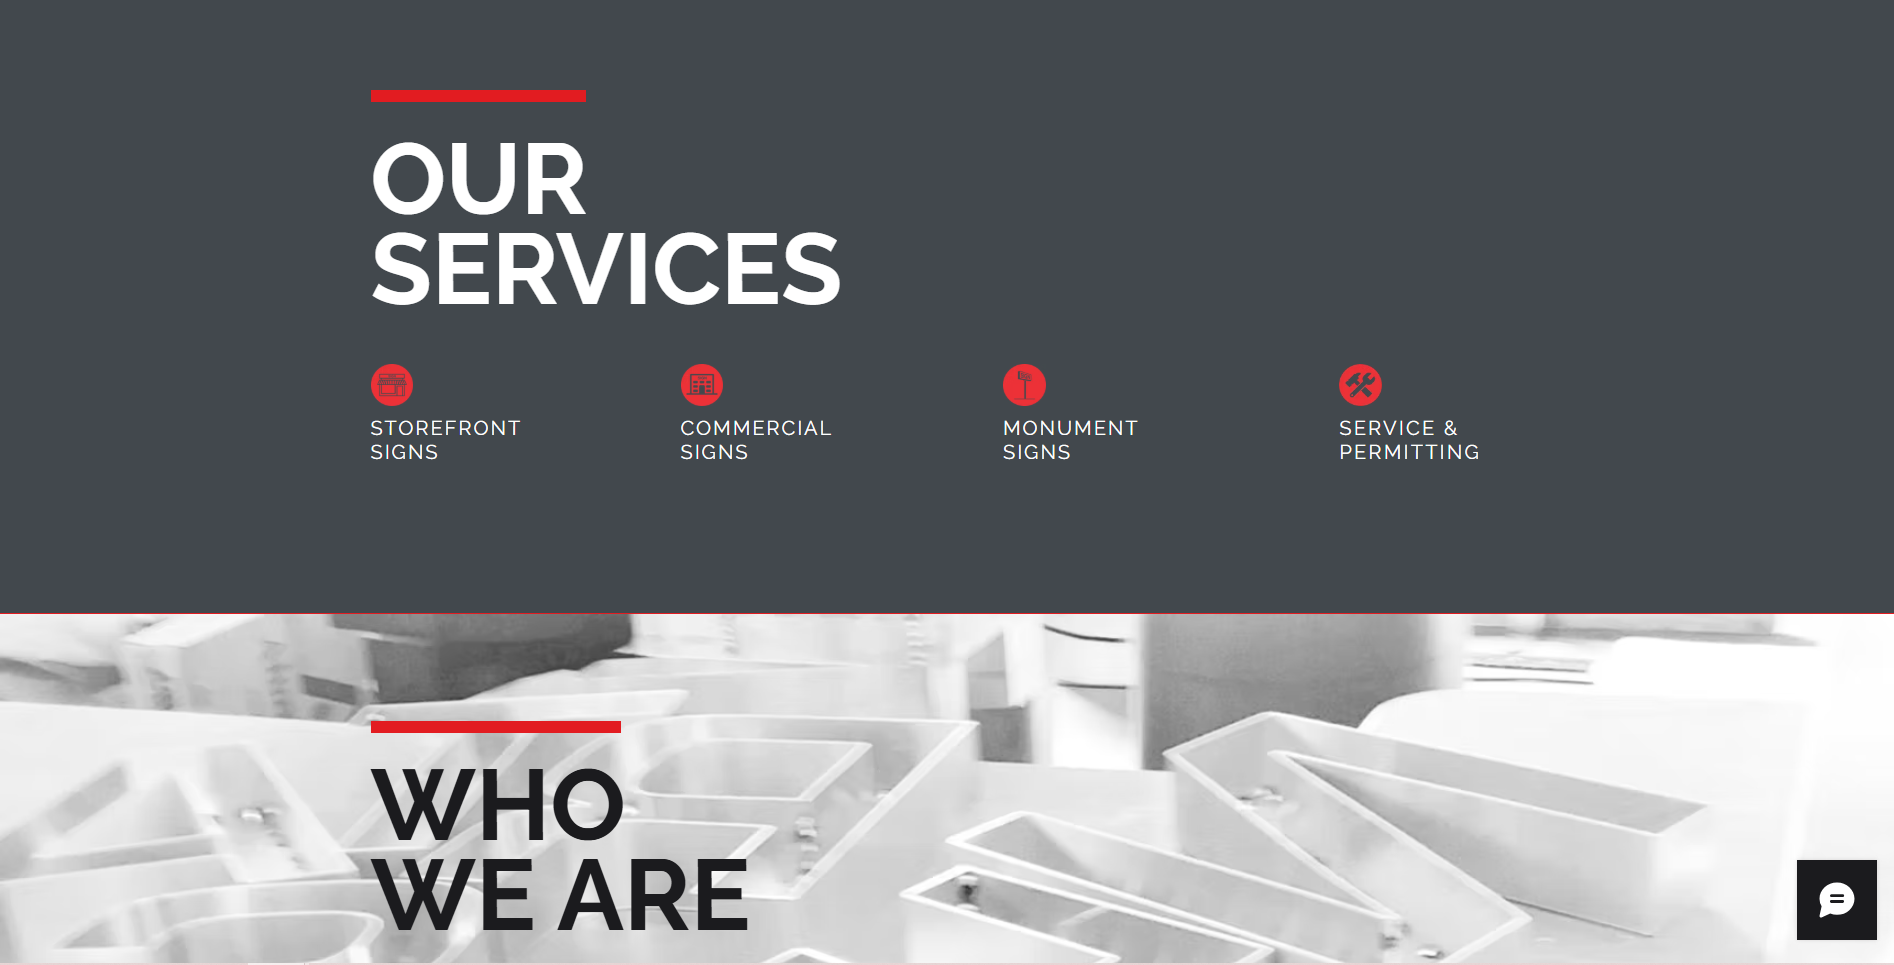 OUR
SERVICES
STOREFRONT
SIGNS
COMMERCIAL
SIGNS
MONUMENT
SIGNS
SERVICE &
PERMITTING
WHO
WE ARE